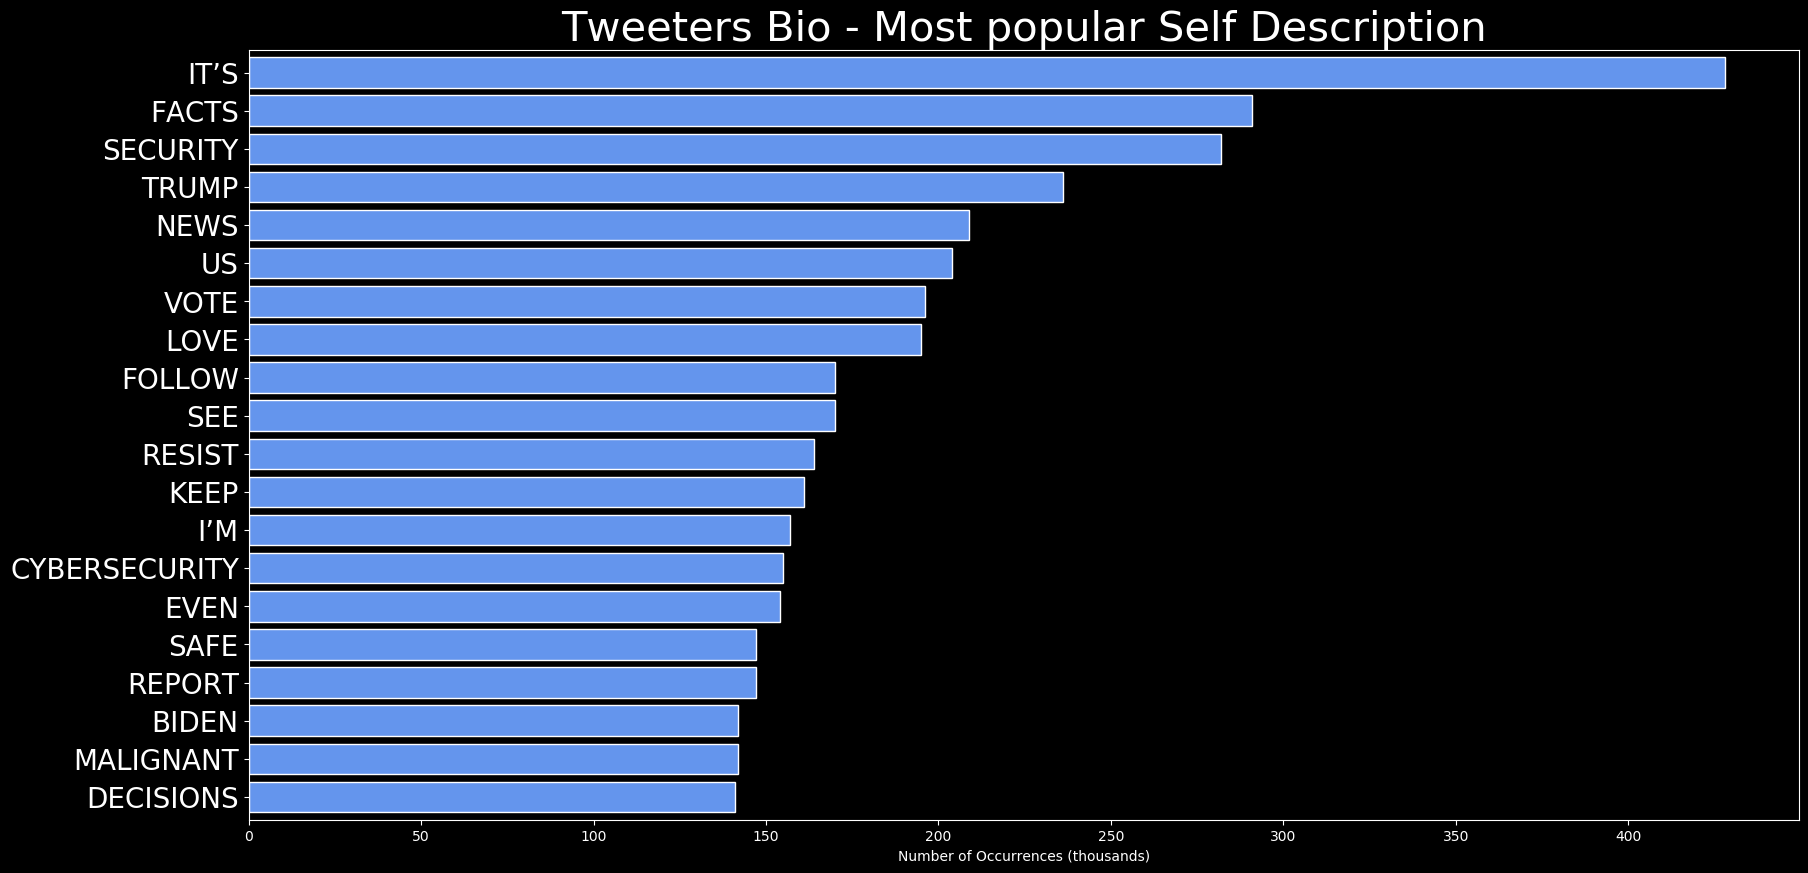 Tweeters Bio - Most popular Self Description
IT’S
FACTS
SECURITY
TRUMP
NEWS
US
VOTE
LOVE
FOLLOW
SEE
RESIST
KEEP
I’M
CYBERSECURITY
EVEN
SAFE
REPORT
BIDEN
MALIGNANT
DECISIONS
0 50 100 150 200 250 300 350 400
Number of Occurrences (thousands)